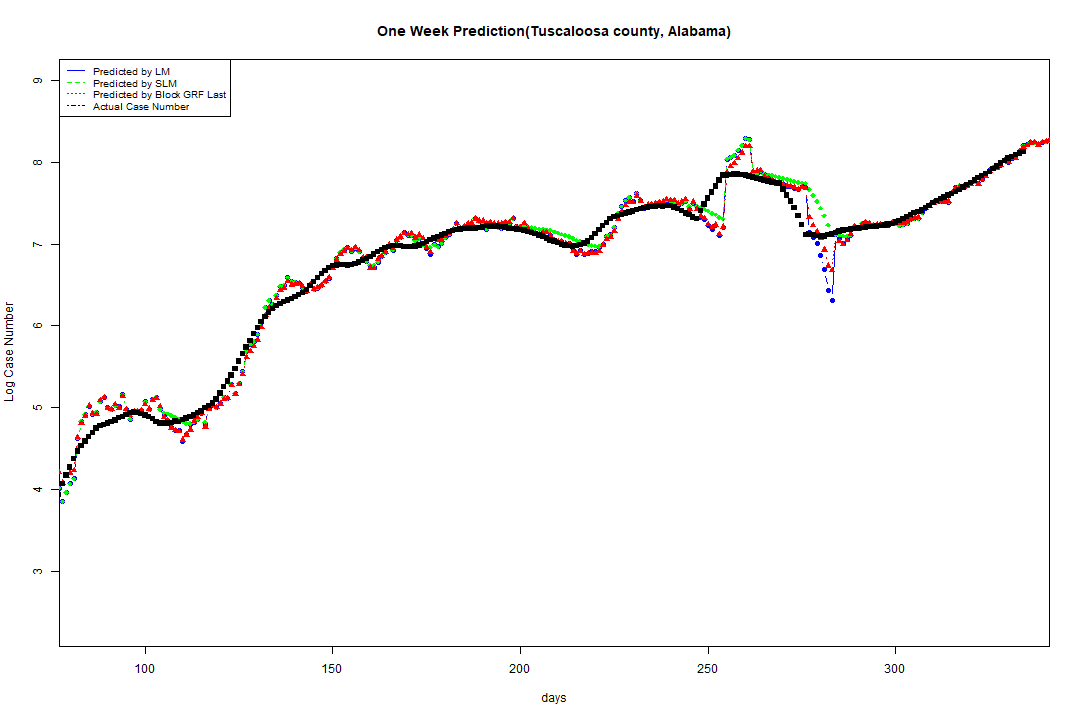 One Week Prediction(Tuscaloosa county, Alabama)
Predicted by LM
Predicted by SLM
Predicted by Block GRF Last
Actual Case Number
9
8
7
6
5
4
3
Log Case Number
100 150 200 250 300
days